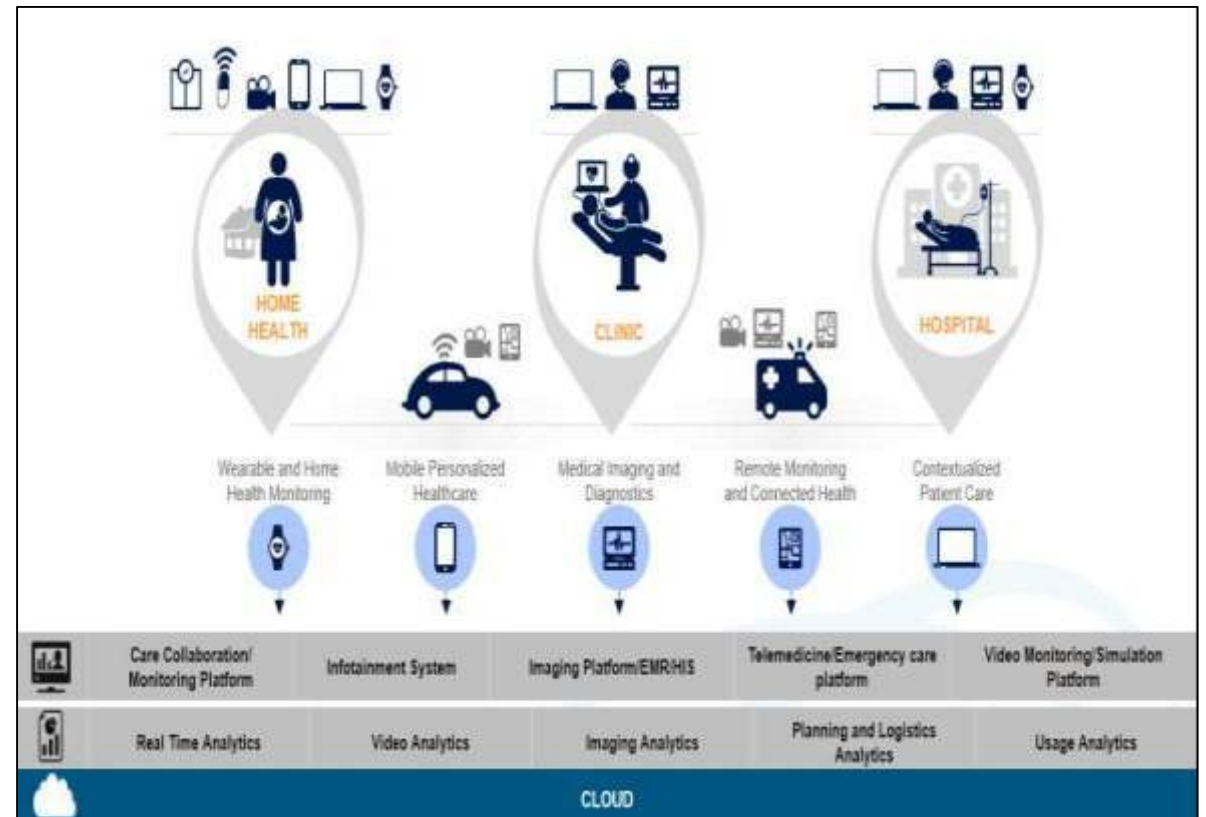 HOME
HEALTH
CLINIC
HOSPITAL
Wearable and Home
Health Monitoring
Mobile Personalized
Healthcare
Medical Imaging and
Diagnostics
Remote Monitoring
and Connected Health
Contextualized
Patient Care
Care Collaboration/
Monitoring Platform
Infotainment System
Imaging Platform/EMR/HIS
Telemedicine/Emergency care
platform
Video Monitoring/Simulation
Platform
Real Time Analytics
Video Analytics
Imaging Analytics
Planning and Logistics
Analytics
Usage Analytics
CLOUD